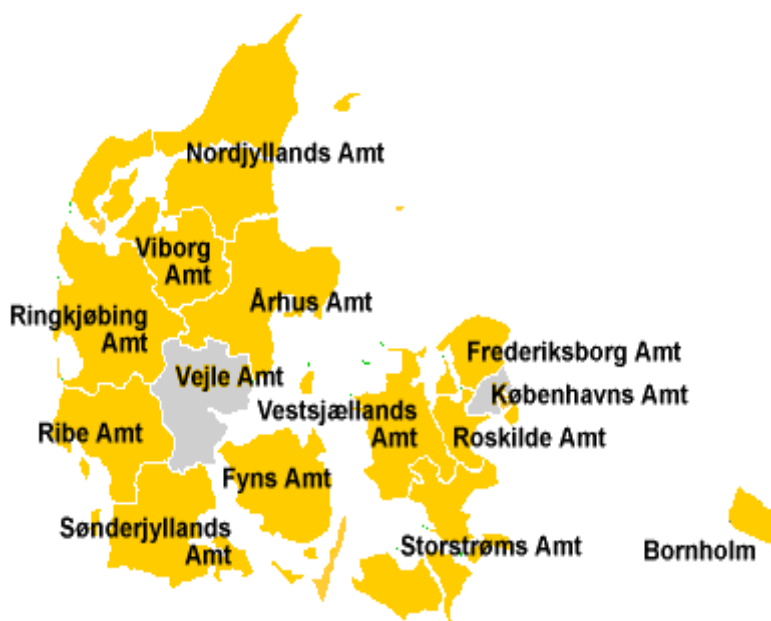 Nordjyllands Amt
Viborg
Amt
Århus Amt
Ringkjøbing
Amt
Frederiksborg Amt
Vejle Amt
Københavns Amt
Vestsjællands
Amt
Ribe Amt
Roskilde Amt
Fyns Amt
Sønderjyllands
Amt
Storstrøms Amt
Bornholm